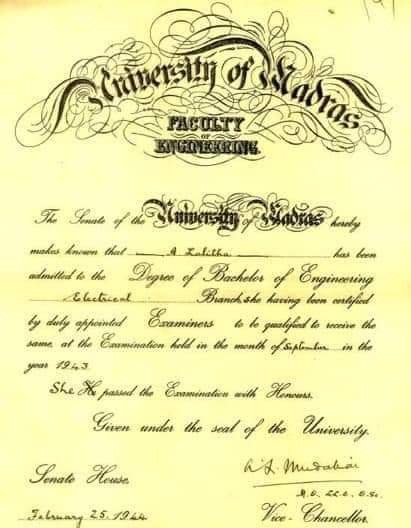 University of Madras
FACULTY
OF
ENGINEERING
The Senate of the University of Madras hereby
makes known that A Lalitha has been
admitted to the Degree of Bachelor of Engineering
Electrical Branch, she having been certified
by duly appointed Examiners to be qualified to receive the
same, at the Examination held in the month of September in the
year 1943
She He passed the Examination with Honours.
Given under the seal of the University.
Senate House,
A L Mudaliar
M.D. LL.D. D.Sc.
February 25, 1944
Vice-Chancellor.